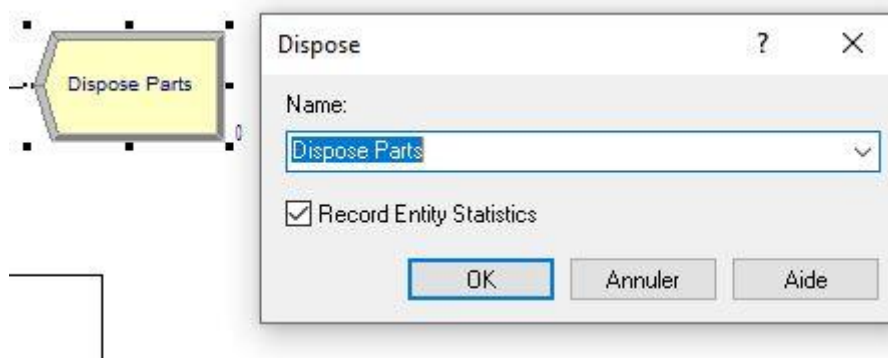 Dispose Parts
0
Dispose ? X
Name:
Dispose Parts
Record Entity Statistics
OK Annuler Aide